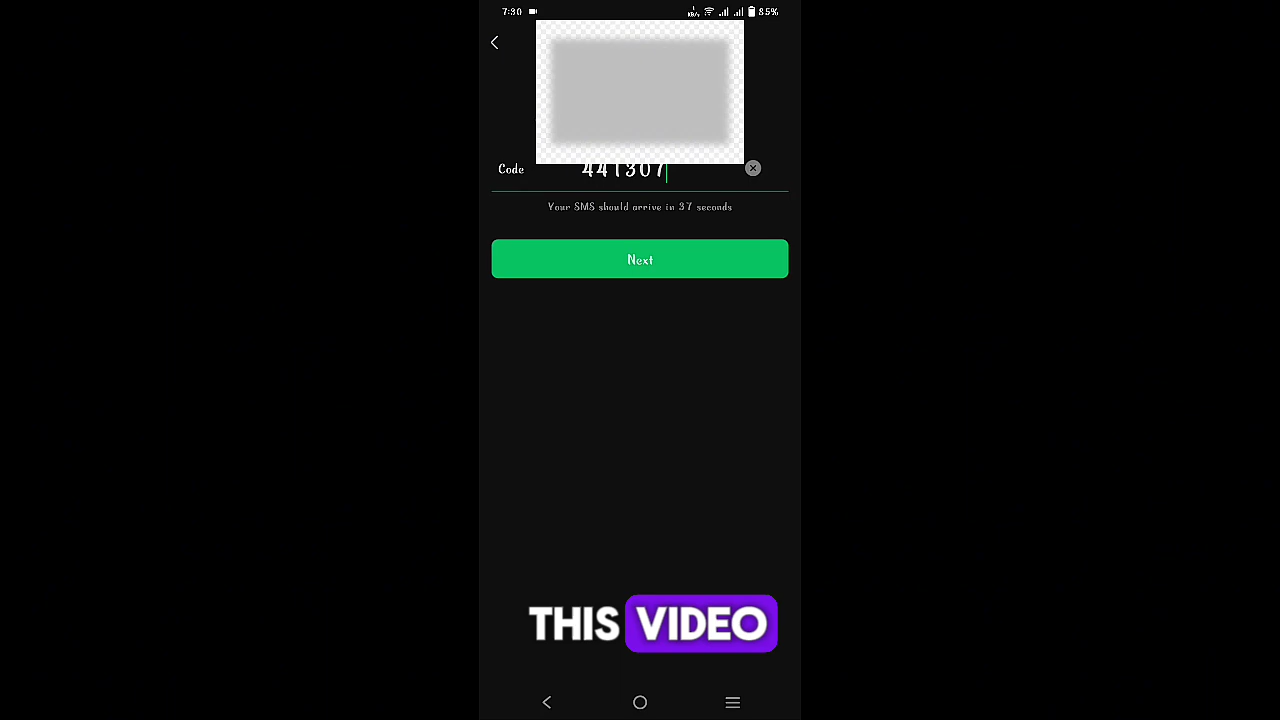 7:30 85%
Code 441307
Your SMS should arrive in 37 seconds
Next
THIS VIDEO